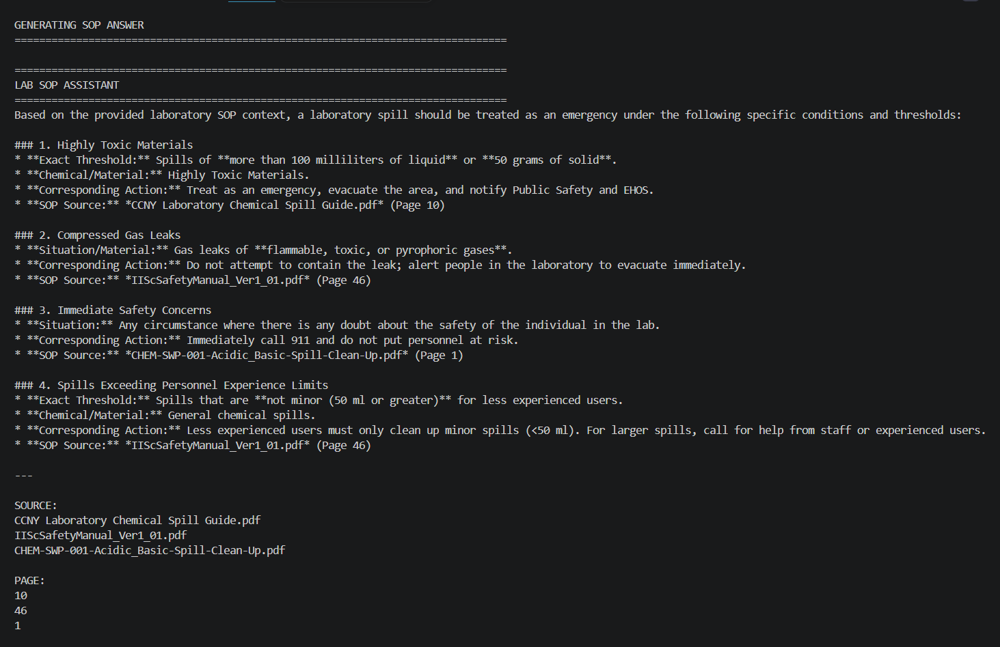 GENERATING SOP ANSWER
================================================================================
================================================================================
LAB SOP ASSISTANT
================================================================================
Based on the provided laboratory SOP context, a laboratory spill should be treated as an emergency under the following specific conditions and thresholds:
### 1. Highly Toxic Materials
* **Exact Threshold:** Spills of **more than 100 milliliters of liquid** or **50 grams of solid**.
* **Chemical/Material:** Highly Toxic Materials.
* **Corresponding Action:** Treat as an emergency, evacuate the area, and notify Public Safety and EHOS.
* **SOP Source:** *CCNY Laboratory Chemical Spill Guide.pdf* (Page 10)
### 2. Compressed Gas Leaks
* **Situation/Material:** Gas leaks of **flammable, toxic, or pyrophoric gases**.
* **Corresponding Action:** Do not attempt to contain the leak; alert people in the laboratory to evacuate immediately.
* **SOP Source:** *IIScSafetyManual_Ver1_01.pdf* (Page 46)
### 3. Immediate Safety Concerns
* **Situation:** Any circumstance where there is any doubt about the safety of the individual in the lab.
* **Corresponding Action:** Immediately call 911 and do not put personnel at risk.
* **SOP Source:** *CHEM-SWP-001-Acidic_Basic-Spill-Clean-Up.pdf* (Page 1)
### 4. Spills Exceeding Personnel Experience Limits
* **Exact Threshold:** Spills that are **not minor (50 ml or greater)** for less experienced users.
* **Chemical/Material:** General chemical spills.
* **Corresponding Action:** Less experienced users must only clean up minor spills (<50 ml). For larger spills, call for help from staff or experienced users.
* **SOP Source:** *IIScSafetyManual_Ver1_01.pdf* (Page 46)
---
SOURCE:
CCNY Laboratory Chemical Spill Guide.pdf
IIScSafetyManual_Ver1_01.pdf
CHEM-SWP-001-Acidic_Basic-Spill-Clean-Up.pdf
PAGE:
10
46
1